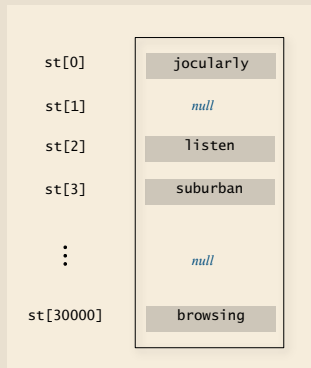 st[0] jocularly
st[1] null
st[2] listen
st[3] suburban
⋮ null
st[30000] browsing